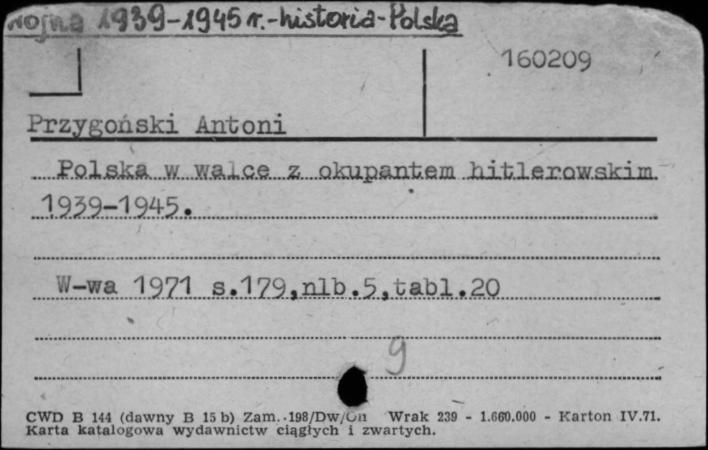 Wojna 1939-1945 r.-historia-Polska
160209
Przygoński Antoni
Polska w walce z okupantem hitlerowskim
1939-1945.
W-wa 1971 s.179,nlb.5,tabl.20
9
CWD B 144 (dawny B 15 b) Zam. 198/Dw/Gn Wrak 239 - 1.660.000 - Karton IV.71.
Karta katalogowa wydawnictw ciągłych i zwartych.